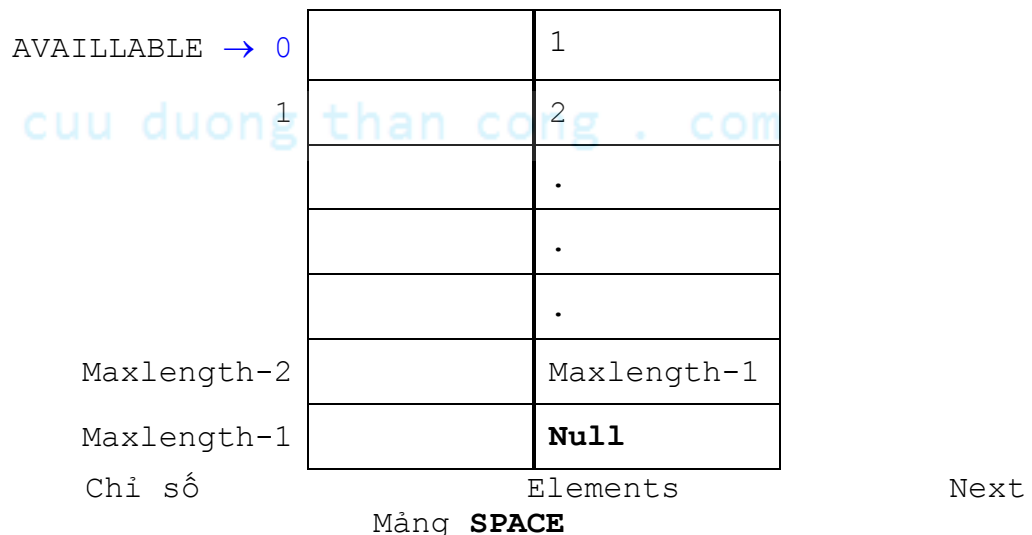 AVAILLABLE → 0 1
1 2
cuu duong than cong . com
.
.
.
Maxlength-2 Maxlength-1
Maxlength-1 Null
Chỉ số Elements Next
Mảng SPACE